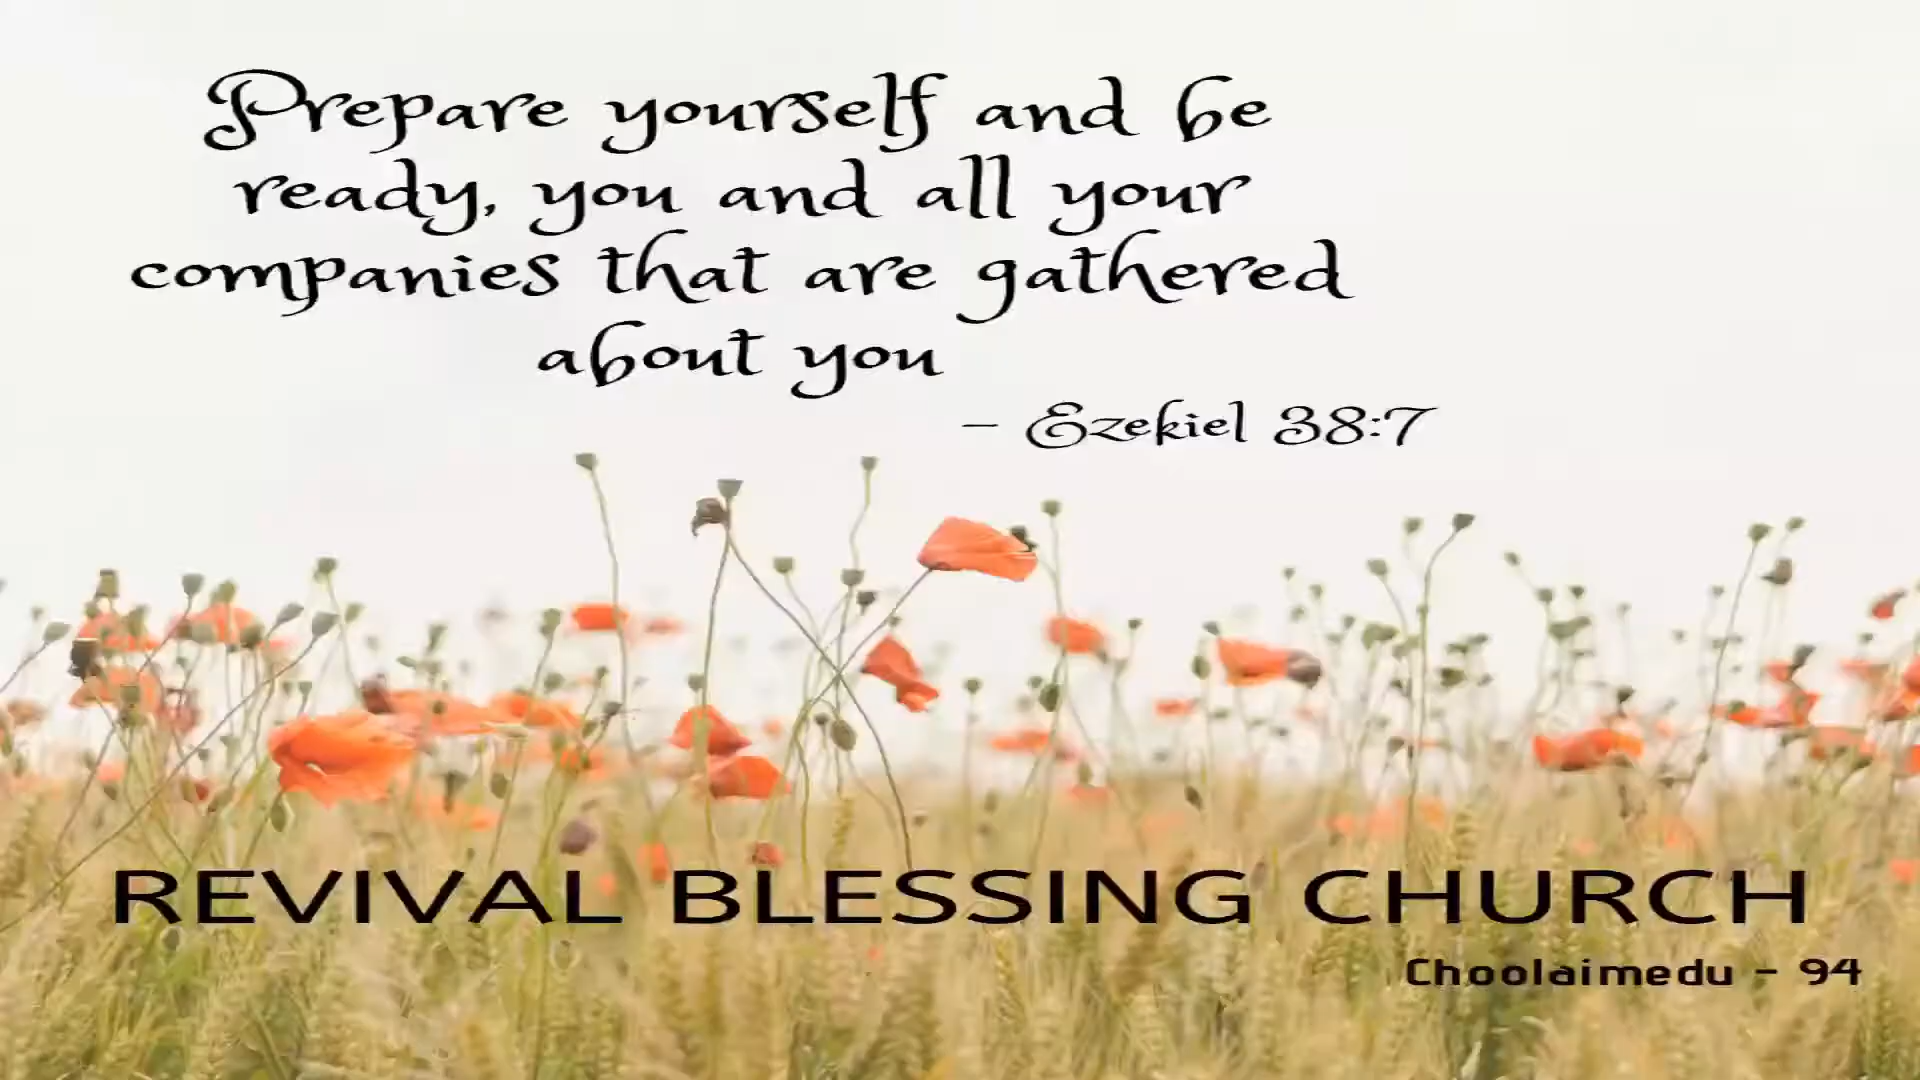 Prepare yourself and be
ready, you and all your
companies that are gathered
about you
- Ezekiel 38:7
REVIVAL BLESSING CHURCH
Choolaimedu - 94